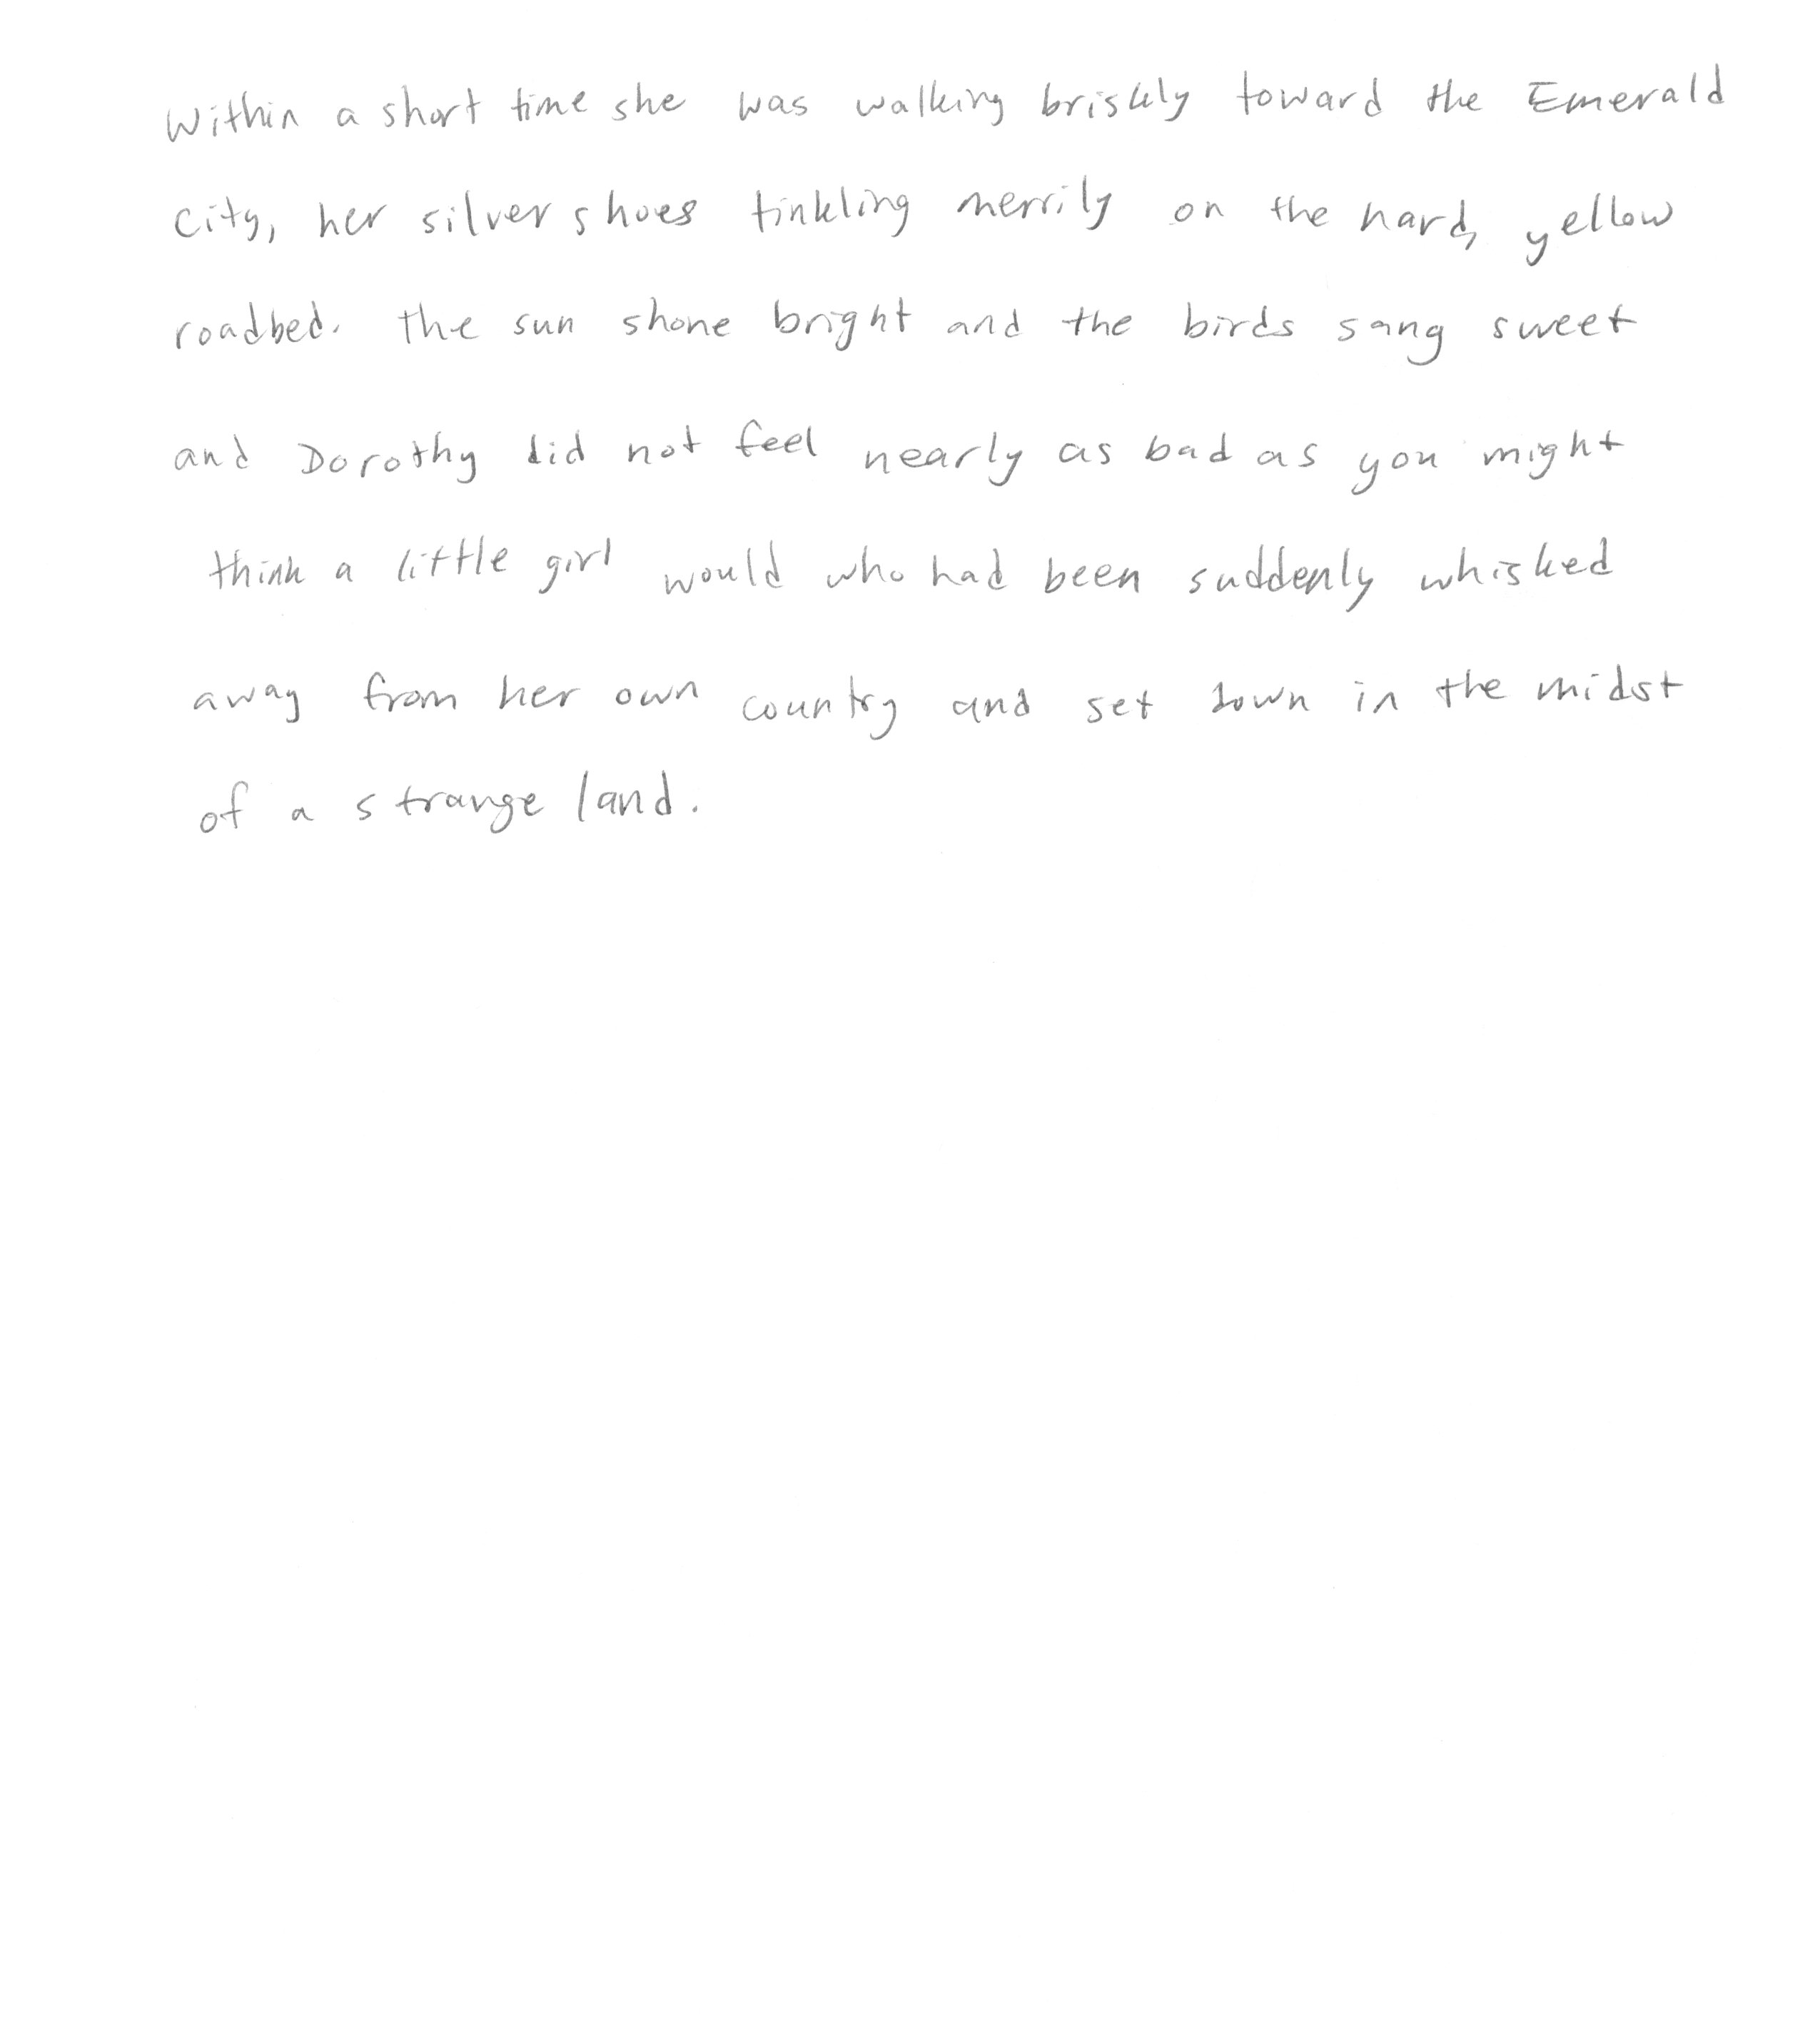 Within a short time she was walking briskly toward the Emerald
City, her silver shoes tinkling merrily on the hard, yellow
roadbed. The sun shone bright and the birds sang sweet
and Dorothy did not feel nearly as bad as you might
think a little girl would who had been suddenly whisked
away from her own country and set down in the midst
of a strange land.